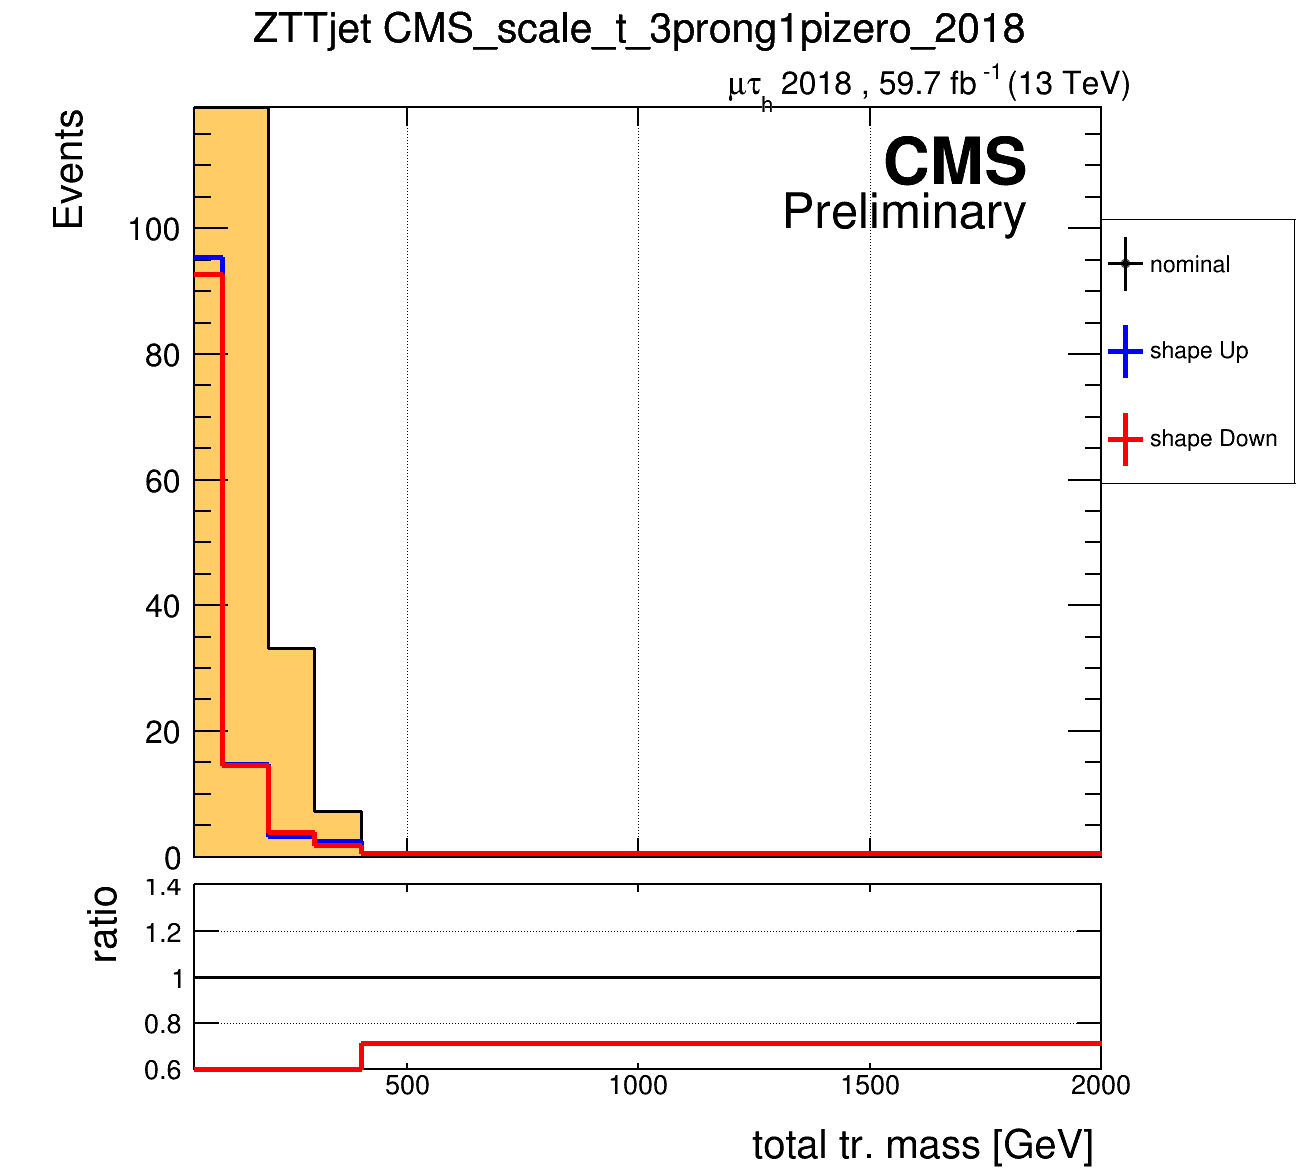 ZTTjet CMS_scale_t_3prong1pizero_2018
μτh 2018 , 59.7 fb-1 (13 TeV)
Events
CMS
Preliminary
100
80
60
40
20
0
nominal
shape Up
shape Down
ratio
1.4
1.2
1
0.8
0.6
500 1000 1500 2000
total tr. mass [GeV]